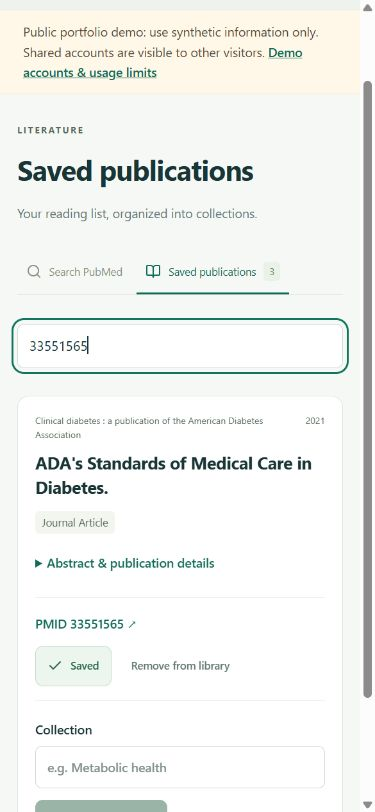 Public portfolio demo: use synthetic information only.
Shared accounts are visible to other visitors. Demo
accounts & usage limits
LITERATURE
Saved publications
Your reading list, organized into collections.
Search PubMed
Saved publications 3
33551565
Clinical diabetes : a publication of the American Diabetes
Association
2021
ADA's Standards of Medical Care in
Diabetes.
Journal Article
▶ Abstract & publication details
PMID 33551565 ↗
✓ Saved
Remove from library
Collection
e.g. Metabolic health